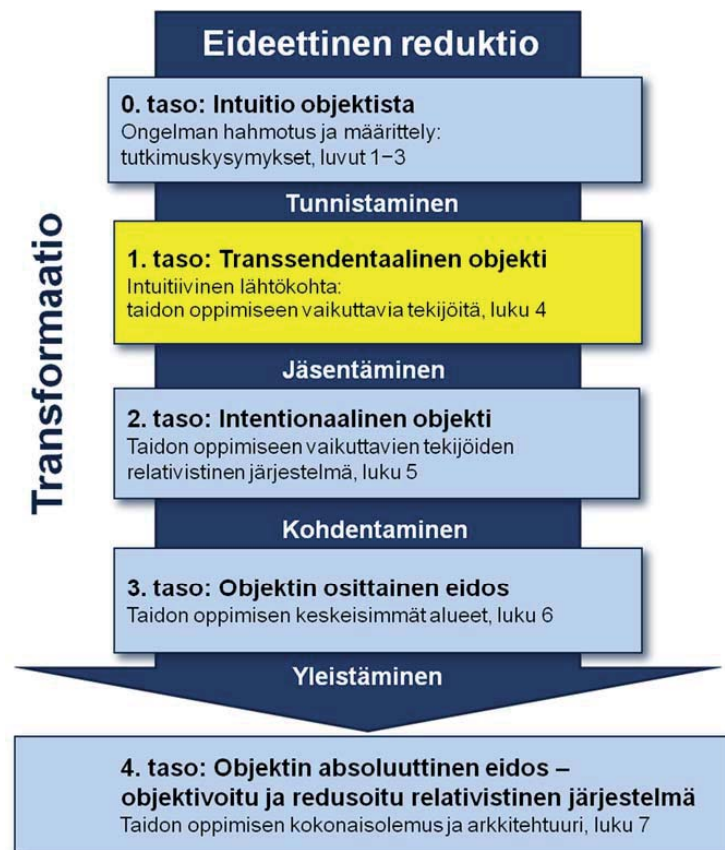 Eideettinen reduktio
0. taso: Intuitio objektista
Ongelman hahmotus ja määrittely:
tutkimuskysymykset, luvut 1–3
Tunnistaminen
1. taso: Transsendentaalinen objekti
Intuitiivinen lähtökohta:
taidon oppimiseen vaikuttavia tekijöitä, luku 4
Jäsentäminen
2. taso: Intentionaalinen objekti
Taidon oppimiseen vaikuttavien tekijöiden
relativistinen järjestelmä, luku 5
Kohdentaminen
3. taso: Objektin osittainen eidos
Taidon oppimisen keskeisimmät alueet, luku 6
Yleistäminen
4. taso: Objektin absoluuttinen eidos –
objektivoitu ja redusoitu relativistinen järjestelmä
Taidon oppimisen kokonaisolemus ja arkkitehtuuri, luku 7
Transformaatio